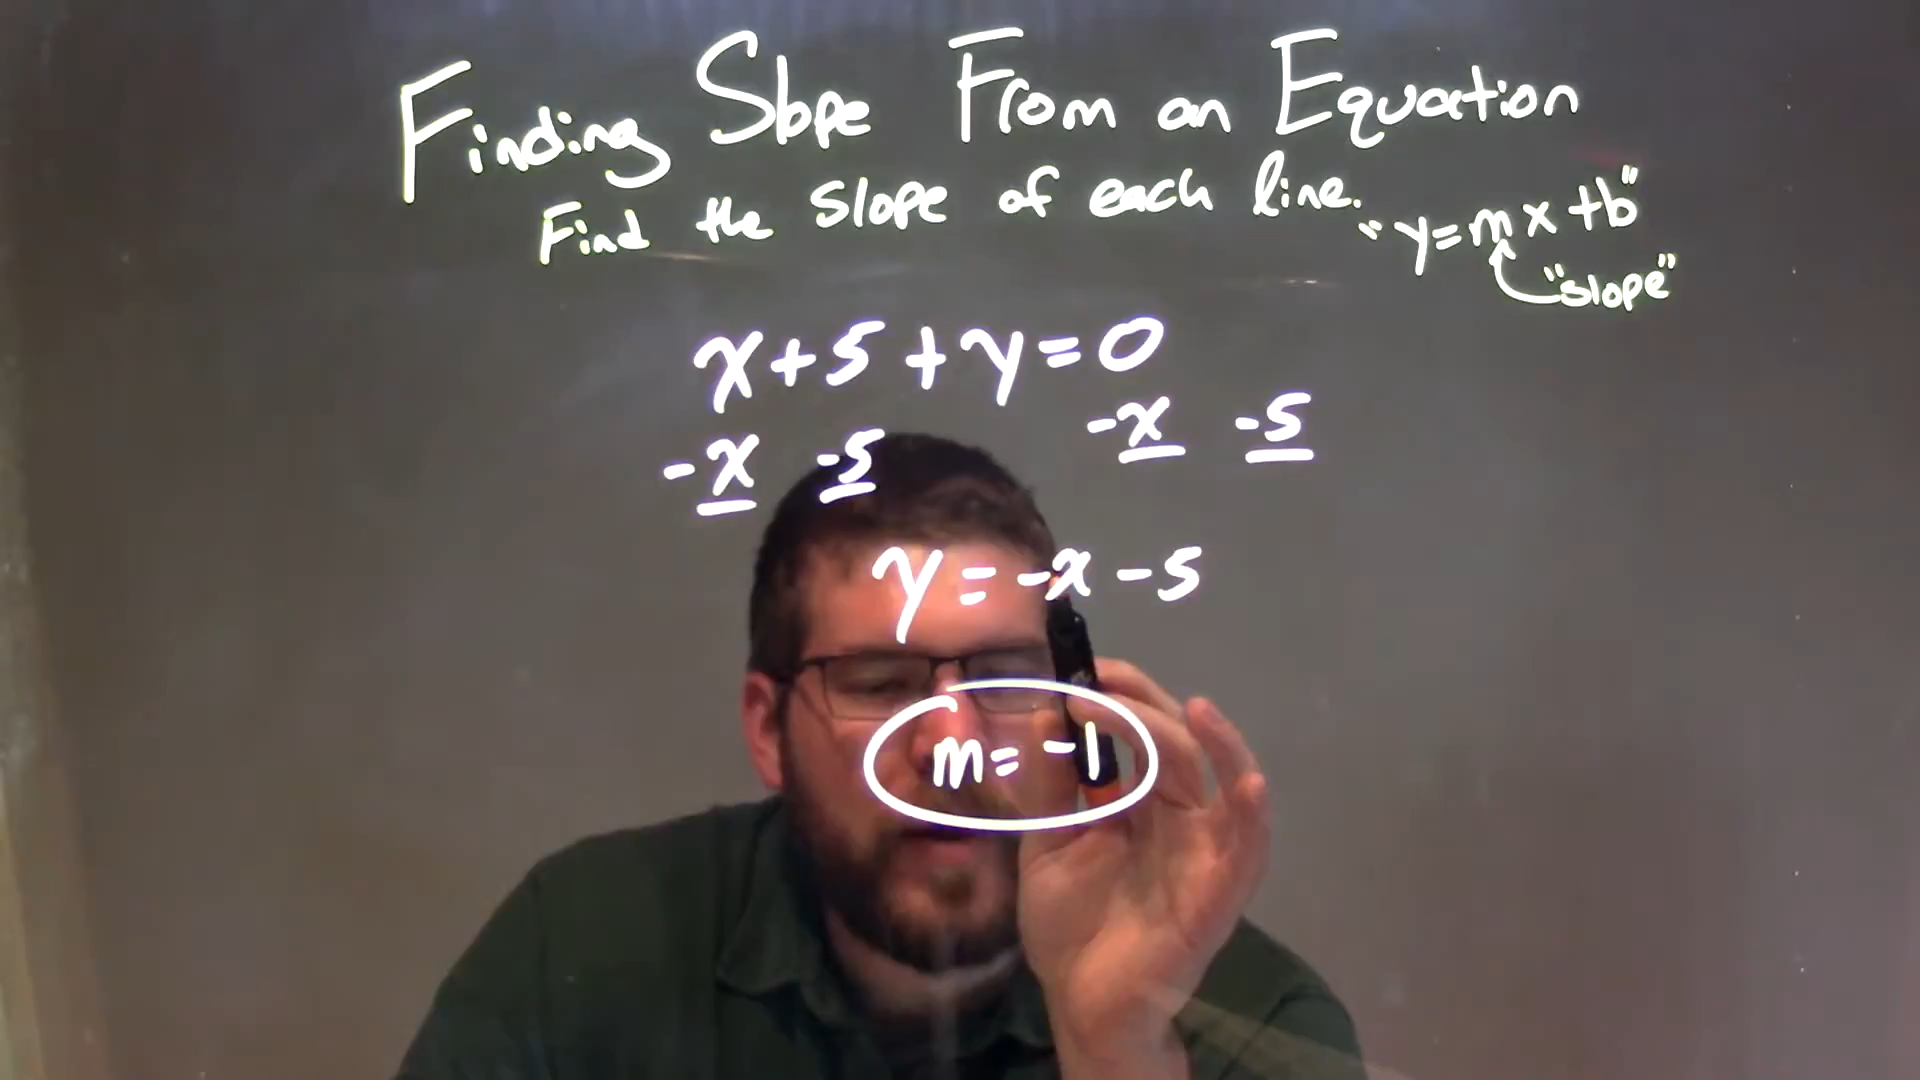 Finding Slope From an Equation
Find the slope of each line.
"y=mx+b"
"slope"
x+5+y=0
-x -5 -x -5
y=-x-5
m=-1